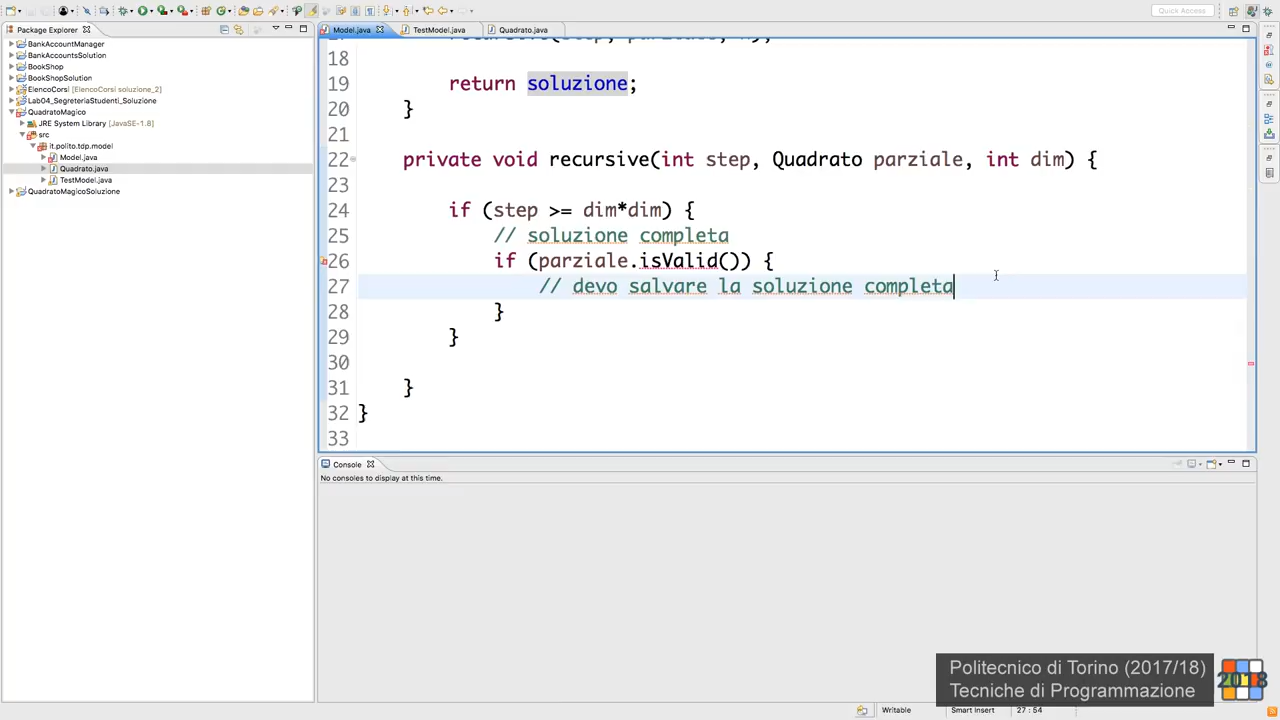 Quick Access
Package Explorer
BankAccountManager
BankAccountsSolution
BookShop
BookShopSolution
ElencoCorsi [soluzione_2]
Lab04_SegreteriaStudenti_Soluzione
QuadratoMagico
JRE System Library [JavaSE-1.8]
src
it.polito.tdp.model
Model.java
Quadrato.java
TestModel.java
QuadratoMagicoSoluzione
Model.java TestModel.java Quadrato.java
18
19 return soluzione;
20 }
21
22 private void recursive(int step, Quadrato parziale, int dim) {
23
24 if (step >= dim*dim) {
25 // soluzione completa
26 if (parziale.isValid()) {
27 // devo salvare la soluzione completa
28 }
29 }
30
31 }
32 }
33
Console
No consoles to display at this time.
Politecnico di Torino (2017/18)
Tecniche di Programmazione
2018
Writable Smart Insert 27 : 54